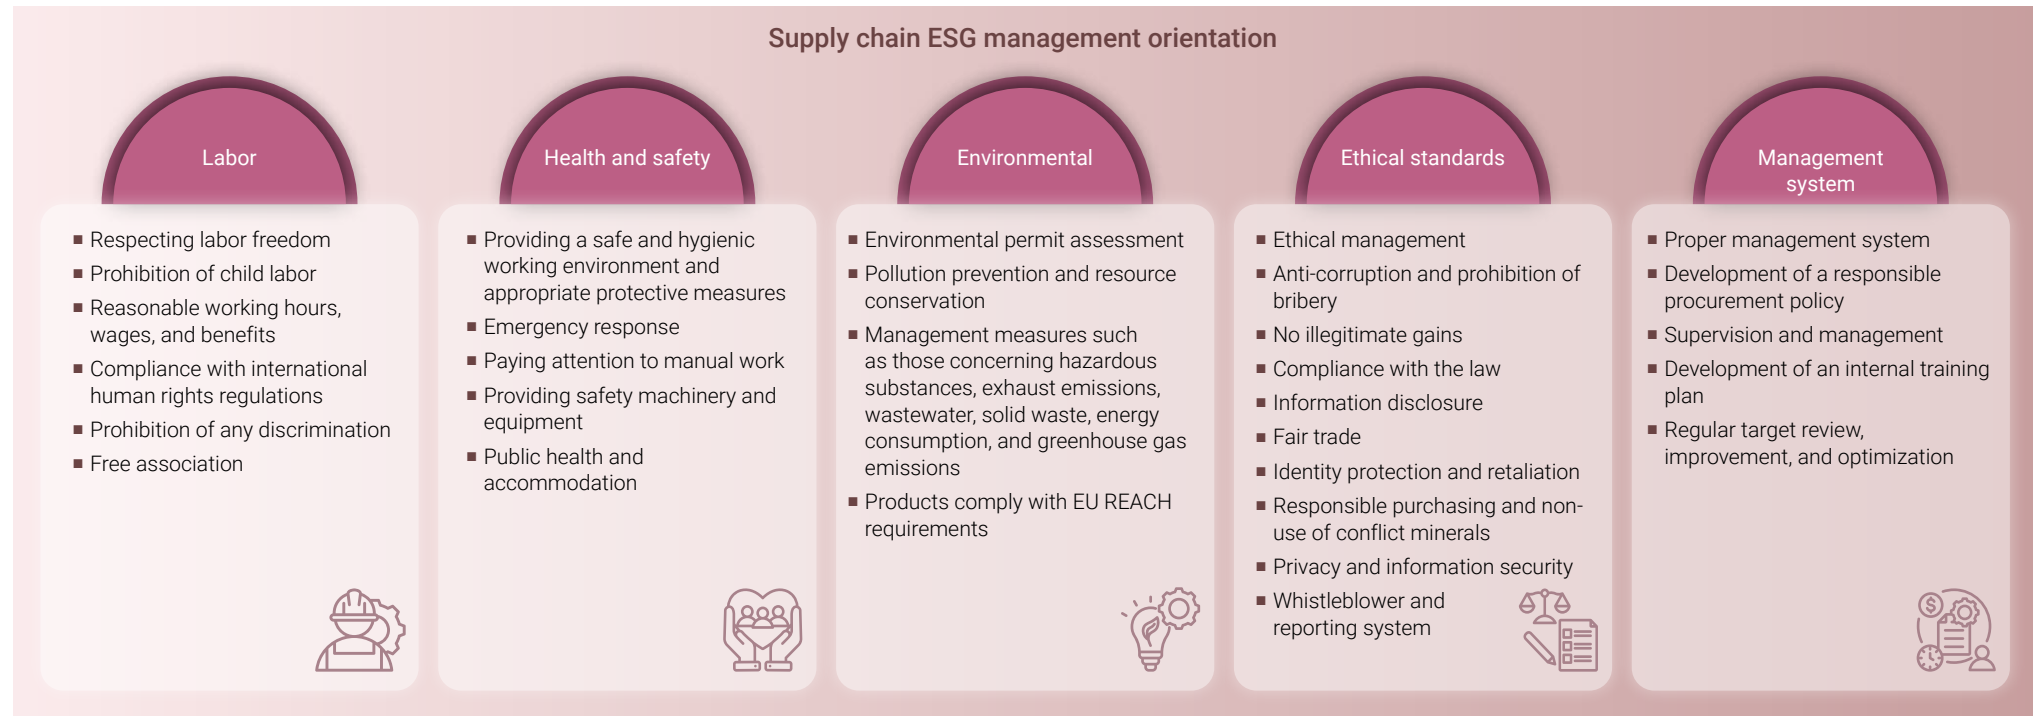 Supply chain ESG management orientation
Labor
■ Respecting labor freedom
■ Prohibition of child labor
■ Reasonable working hours,
wages, and benefits
■ Compliance with international
human rights regulations
■ Prohibition of any discrimination
■ Free association
Health and safety
■ Providing a safe and hygienic
working environment and
appropriate protective measures
■ Emergency response
■ Paying attention to manual work
■ Providing safety machinery and
equipment
■ Public health and
accommodation
Environmental
■ Environmental permit assessment
■ Pollution prevention and resource
conservation
■ Management measures such
as those concerning hazardous
substances, exhaust emissions,
wastewater, solid waste, energy
consumption, and greenhouse gas
emissions
■ Products comply with EU REACH
requirements
Ethical standards
■ Ethical management
■ Anti-corruption and prohibition of
bribery
■ No illegitimate gains
■ Compliance with the law
■ Information disclosure
■ Fair trade
■ Identity protection and retaliation
■ Responsible purchasing and non-
use of conflict minerals
■ Privacy and information security
■ Whistleblower and
reporting system
Management
system
■ Proper management system
■ Development of a responsible
procurement policy
■ Supervision and management
■ Development of an internal training
plan
■ Regular target review,
improvement, and optimization
$